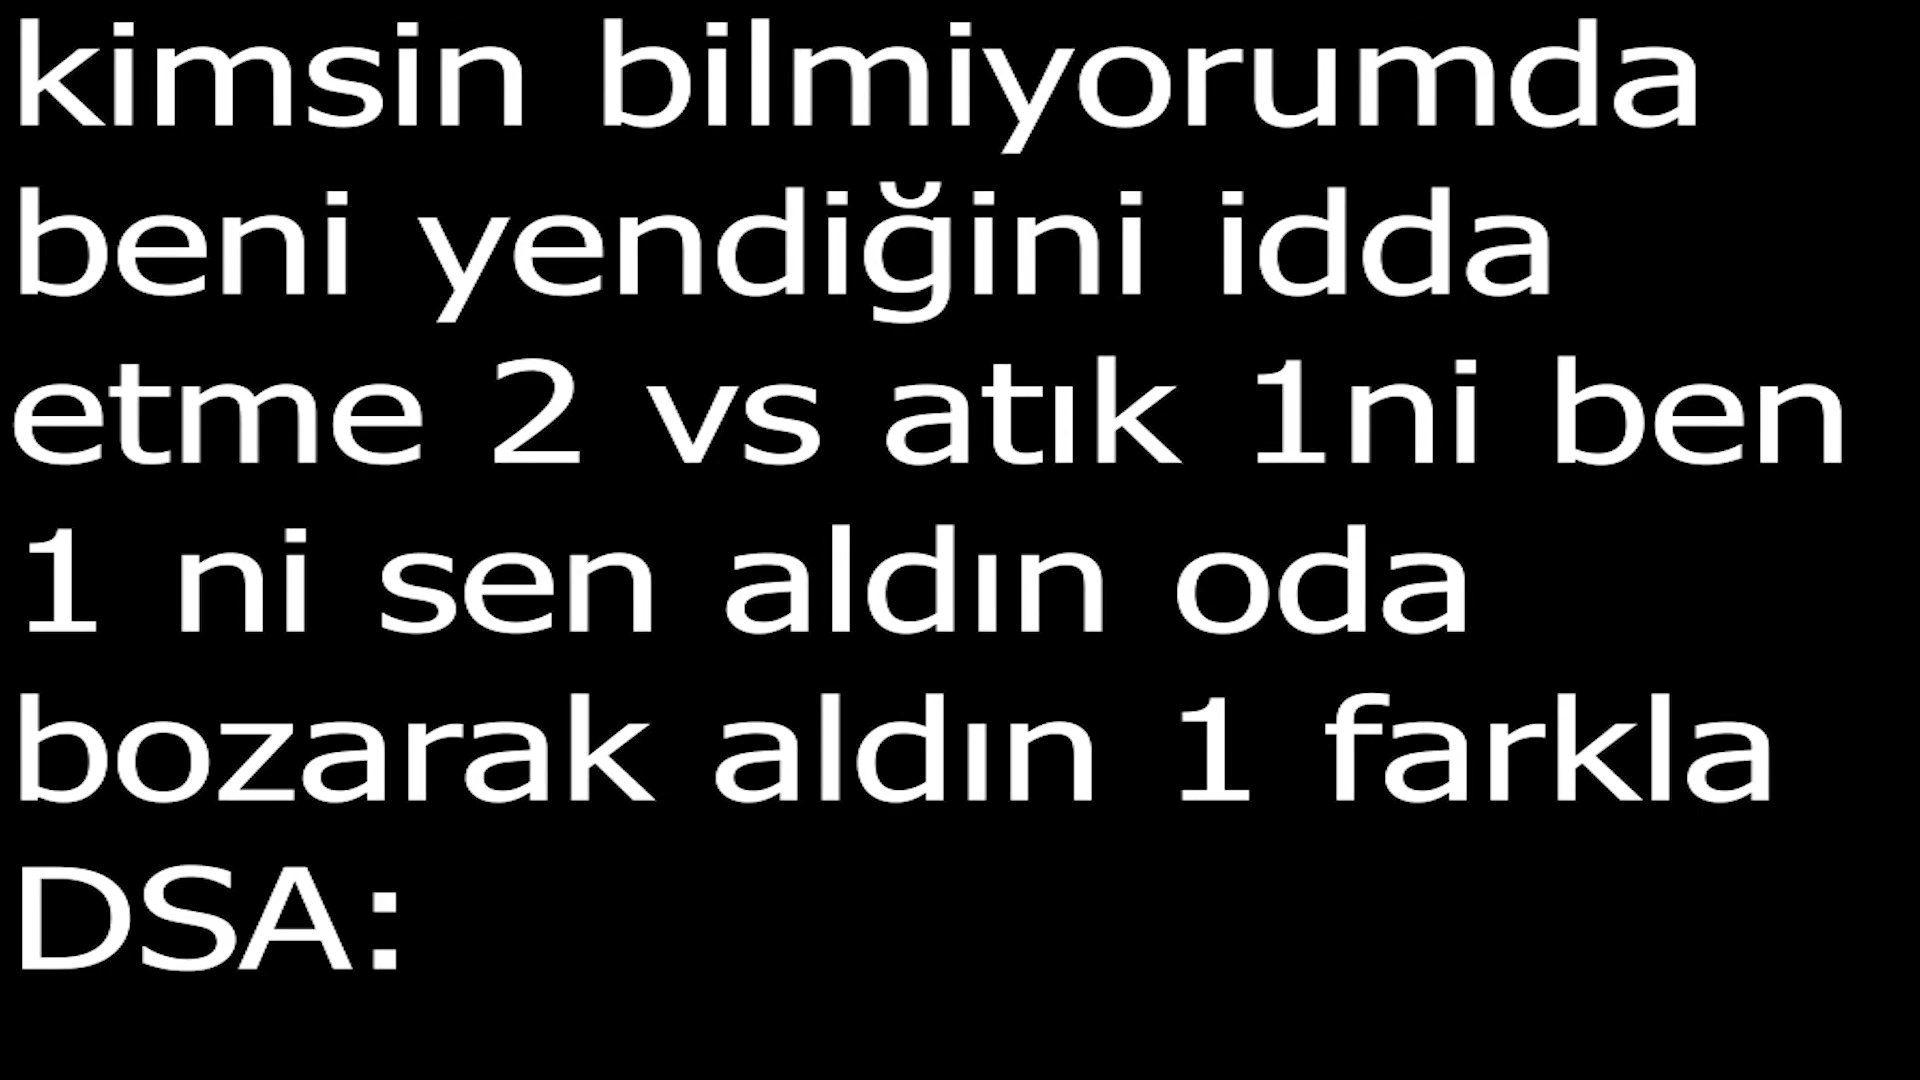 kimsin bilmiyorumda
beni yendiğini idda
etme 2 vs atık 1ni ben
1 ni sen aldın oda
bozarak aldın 1 farkla
DSA: